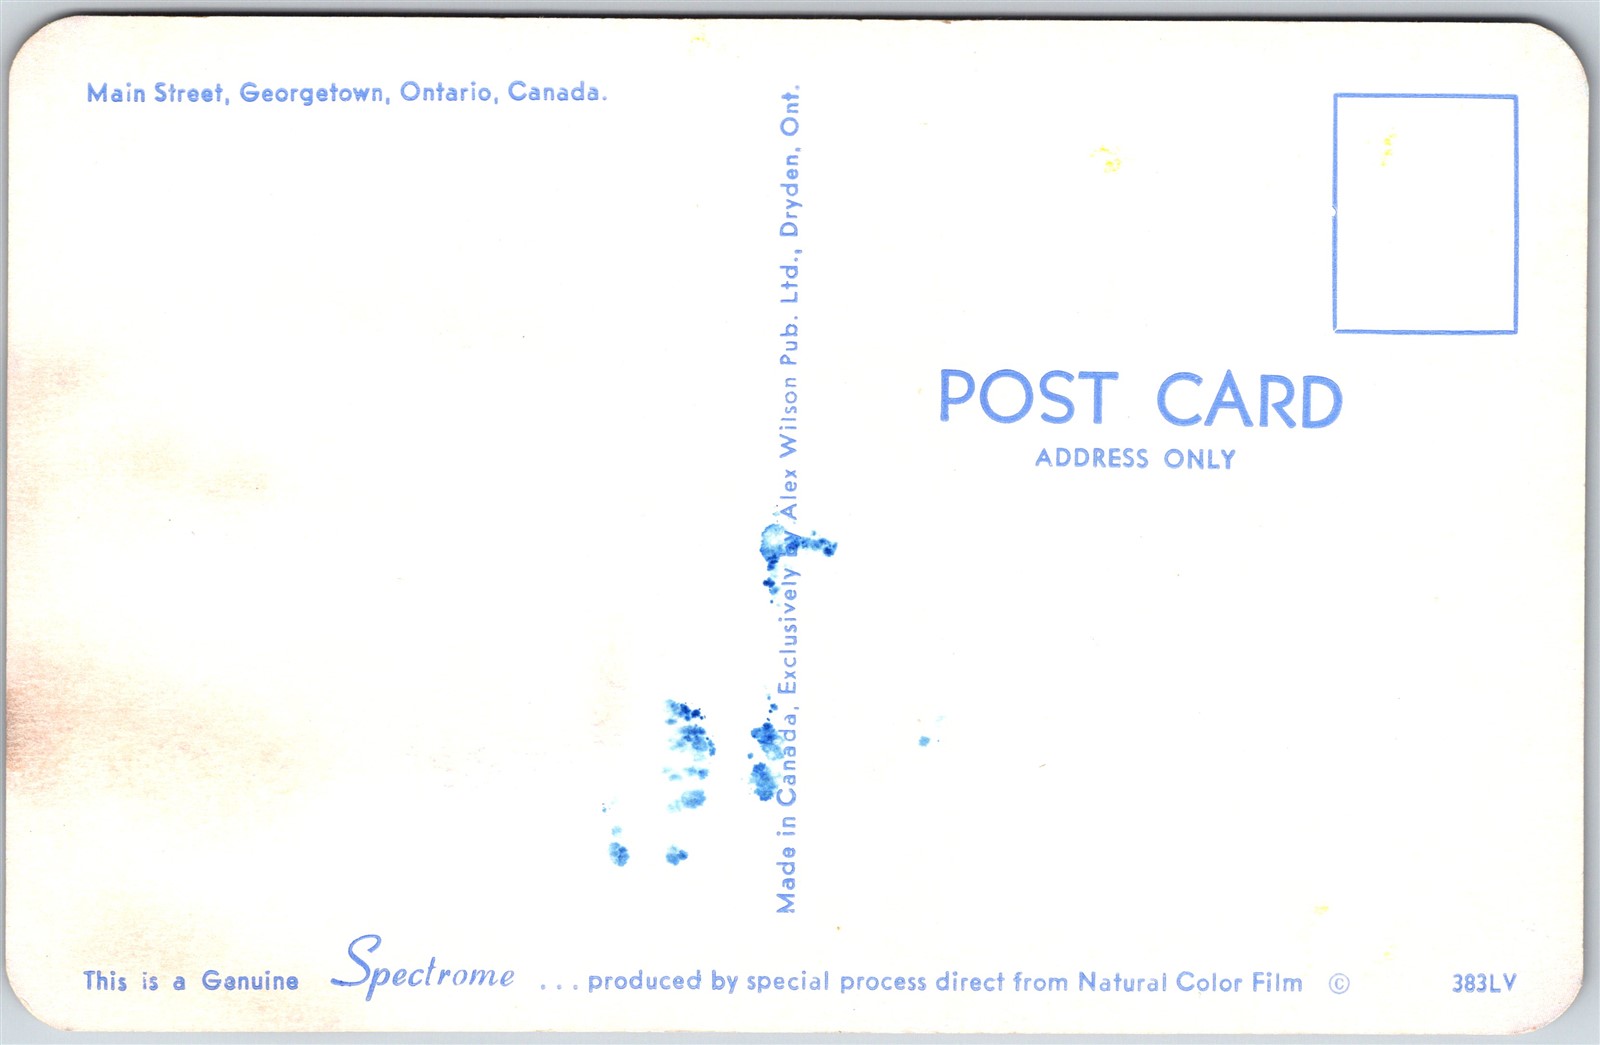 Main Street, Georgetown, Ontario, Canada.
Made in Canada, Exclusively by Alex Wilson Pub. Ltd., Dryden, Ont.
POST CARD
ADDRESS ONLY
This is a Genuine Spectrome ... produced by special process direct from Natural Color Film © 383LV